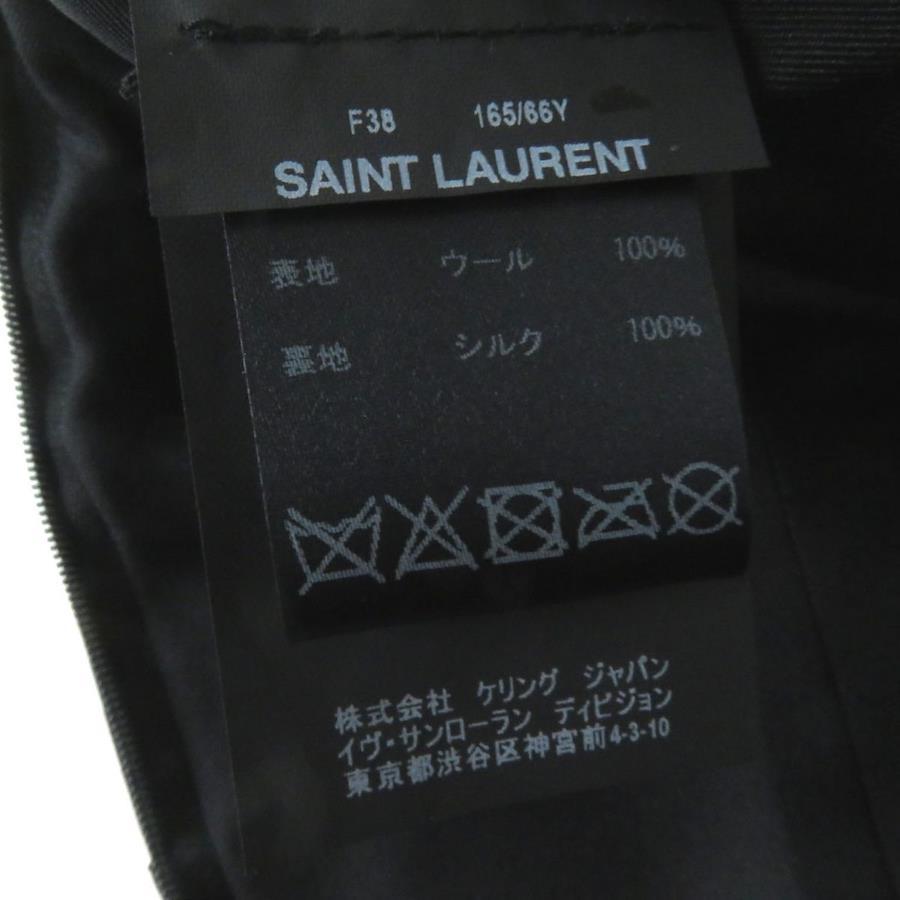 F38 165/66Y
SAINT LAURENT
表地 ウール 100%
裏地 シルク 100%
株式会社 ケリング ジャパン
イヴ・サンローラン ディビジョン
東京都渋谷区神宮前4-3-10